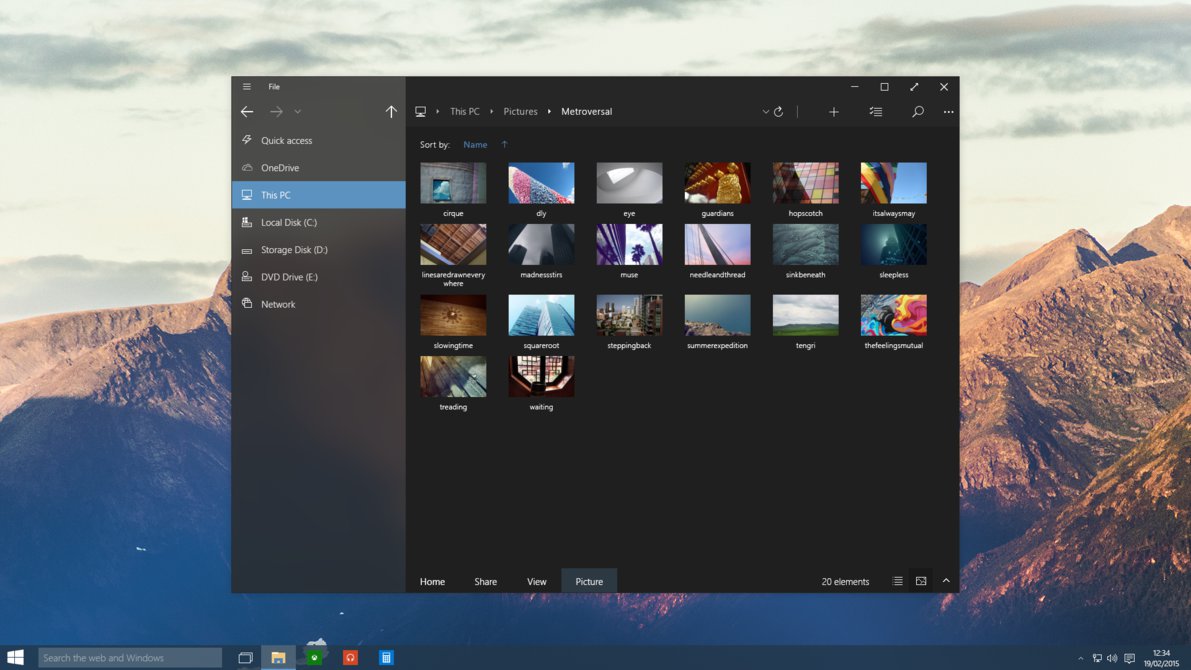 File
This PC Pictures Metroversal
Quick access
OneDrive
This PC
Local Disk (C:)
Storage Disk (D:)
DVD Drive (E:)
Network
Sort by: Name
cirque dly eye guardians hopscotch itsalwaysmay
linesaredrawnevery madnessstirs muse needleandthread sinkbeneath sleepless
where
slowingtime squareroot steppingback summerexpedition tengri thefeelingsmutual
treading waiting
Home Share View Picture 20 elements
Search the web and Windows
12:34
19/02/2015